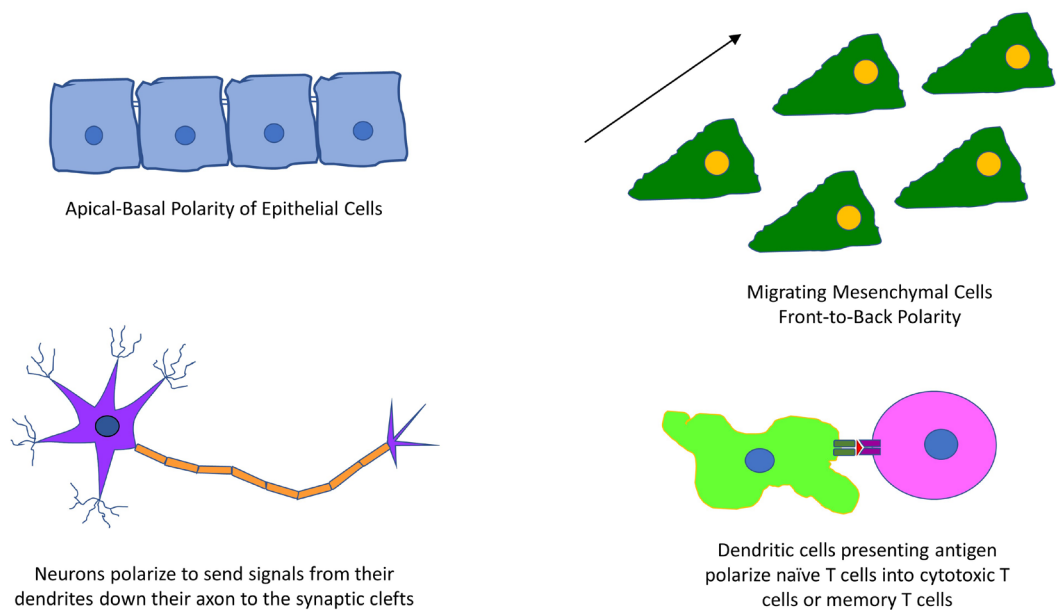 Apical-Basal Polarity of Epithelial Cells
Migrating Mesenchymal Cells
Front-to-Back Polarity
Neurons polarize to send signals from their
dendrites down their axon to the synaptic clefts
Dendritic cells presenting antigen
polarize naïve T cells into cytotoxic T
cells or memory T cells